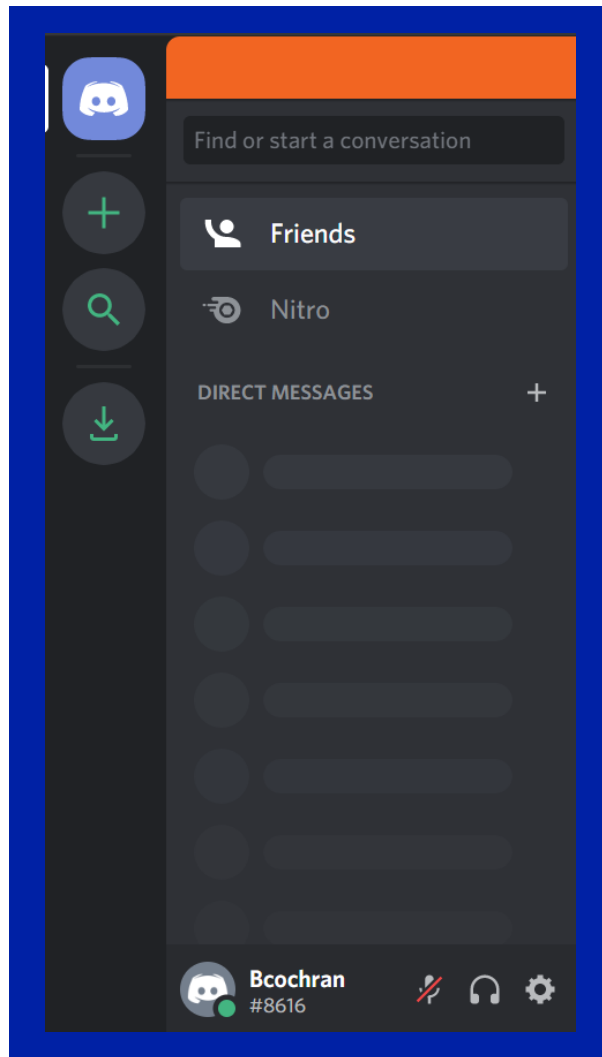 Find or start a conversation
Friends
Nitro
DIRECT MESSAGES
Bcochran
#8616